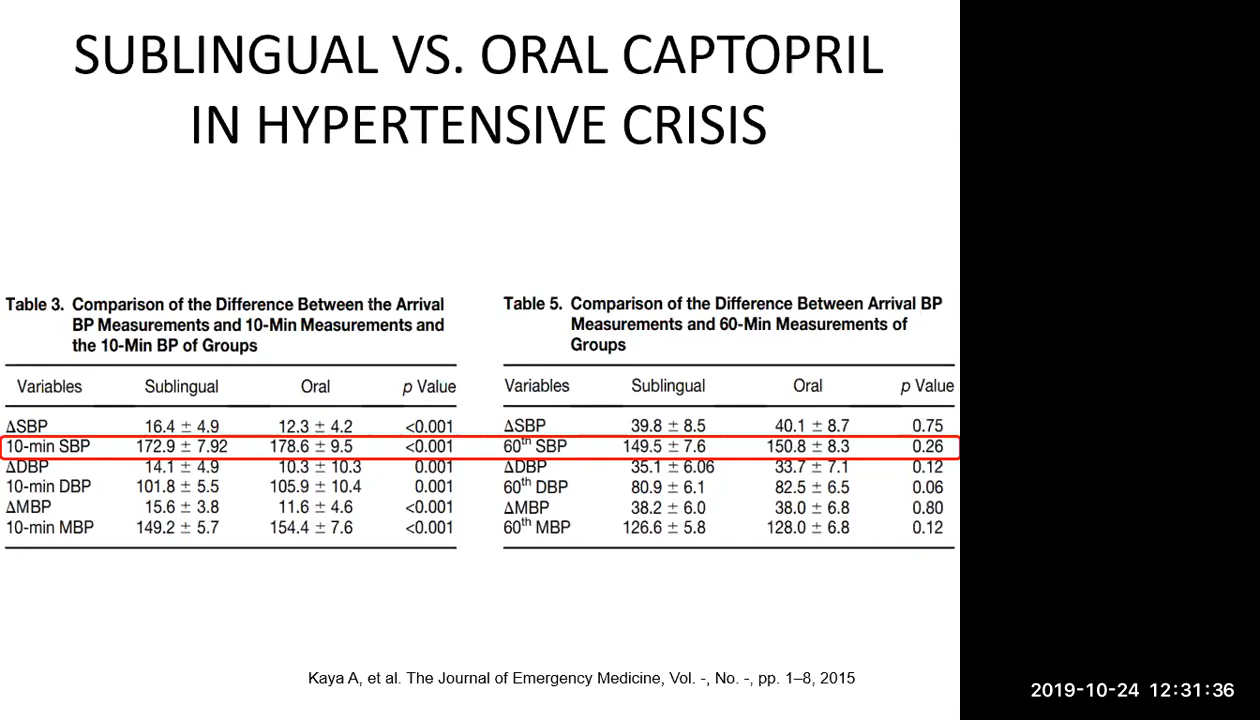 SUBLINGUAL VS. ORAL CAPTOPRIL
IN HYPERTENSIVE CRISIS
Table 3. Comparison of the Difference Between the Arrival
BP Measurements and 10-Min Measurements and
the 10-Min BP of Groups
Variables Sublingual Oral p Value
ΔSBP 16.4 ± 4.9 12.3 ± 4.2 <0.001
10-min SBP 172.9 ± 7.92 178.6 ± 9.5 <0.001
ΔDBP 14.1 ± 4.9 10.3 ± 10.3 0.001
10-min DBP 101.8 ± 5.5 105.9 ± 10.4 0.001
ΔMBP 15.6 ± 3.8 11.6 ± 4.6 <0.001
10-min MBP 149.2 ± 5.7 154.4 ± 7.6 <0.001
Table 5. Comparison of the Difference Between Arrival BP
Measurements and 60-Min Measurements of
Groups
Variables Sublingual Oral p Value
ΔSBP 39.8 ± 8.5 40.1 ± 8.7 0.75
60th SBP 149.5 ± 7.6 150.8 ± 8.3 0.26
ΔDBP 35.1 ± 6.06 33.7 ± 7.1 0.12
60th DBP 80.9 ± 6.1 82.5 ± 6.5 0.06
ΔMBP 38.2 ± 6.0 38.0 ± 6.8 0.80
60th MBP 126.6 ± 5.8 128.0 ± 6.8 0.12
Kaya A, et al. The Journal of Emergency Medicine, Vol. -, No. -, pp. 1–8, 2015
2019-10-24 12:31:36